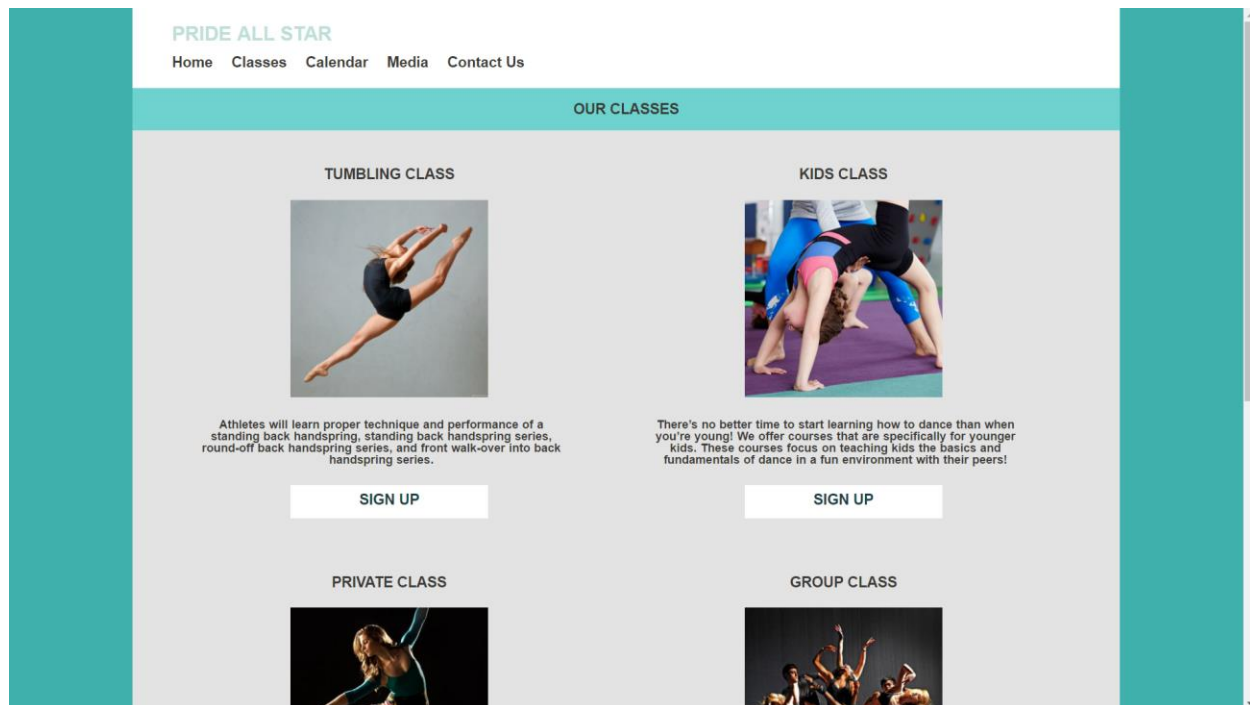 PRIDE ALL STAR
Home Classes Calendar Media Contact Us
OUR CLASSES
TUMBLING CLASS
Athletes will learn proper technique and performance of a
standing back handspring, standing back handspring series,
round-off back handspring series, and front walk-over into back
handspring series.
SIGN UP
KIDS CLASS
There's no better time to start learning how to dance than when
you're young! We offer courses that are specifically for younger
kids. These courses focus on teaching kids the basics and
fundamentals of dance in a fun environment with their peers!
SIGN UP
PRIVATE CLASS
GROUP CLASS